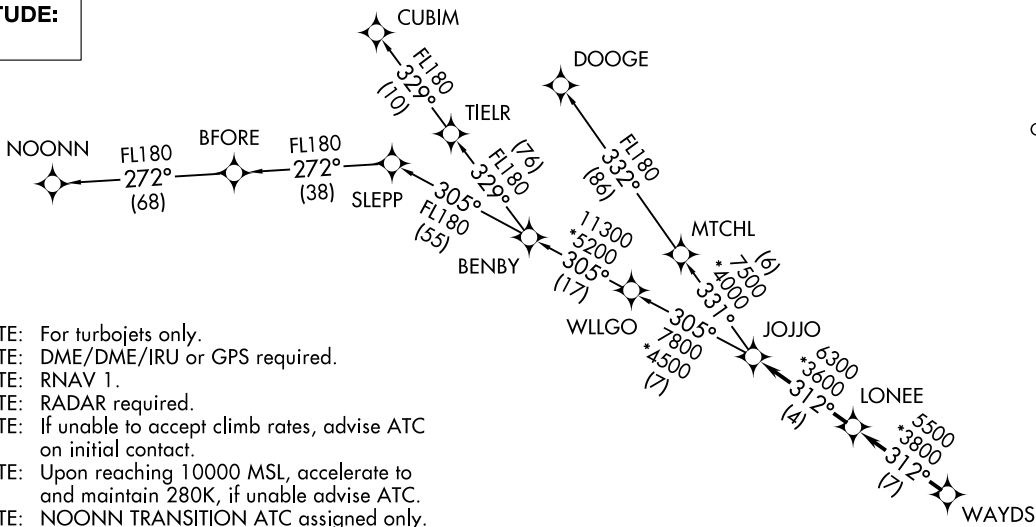 TUDE:
CUBIM
FL180
329°
(10)
DOOGE
TIELR
NOONN
FL180
272°
(68)
BFORE
FL180
272°
(38)
SLEPP
305°
FL180
(55)
(76)
FL180
329°
FL180
332°
(86)
BENBY
11300
*5200
305°
(17)
MTCHL
(6)
7500
*4000
331°
WLLGO
305°
7800
*4500
(7)
JOJJO
6300
*3600
312°
(4)
LONEE
5500
*3800
312°
(7)
WAYDS
TE: For turbojets only.
TE: DME/DME/IRU or GPS required.
TE: RNAV 1.
TE: RADAR required.
TE: If unable to accept climb rates, advise ATC
on initial contact.
TE: Upon reaching 10000 MSL, accelerate to
and maintain 280K, if unable advise ATC.
TE: NOONN TRANSITION ATC assigned only.